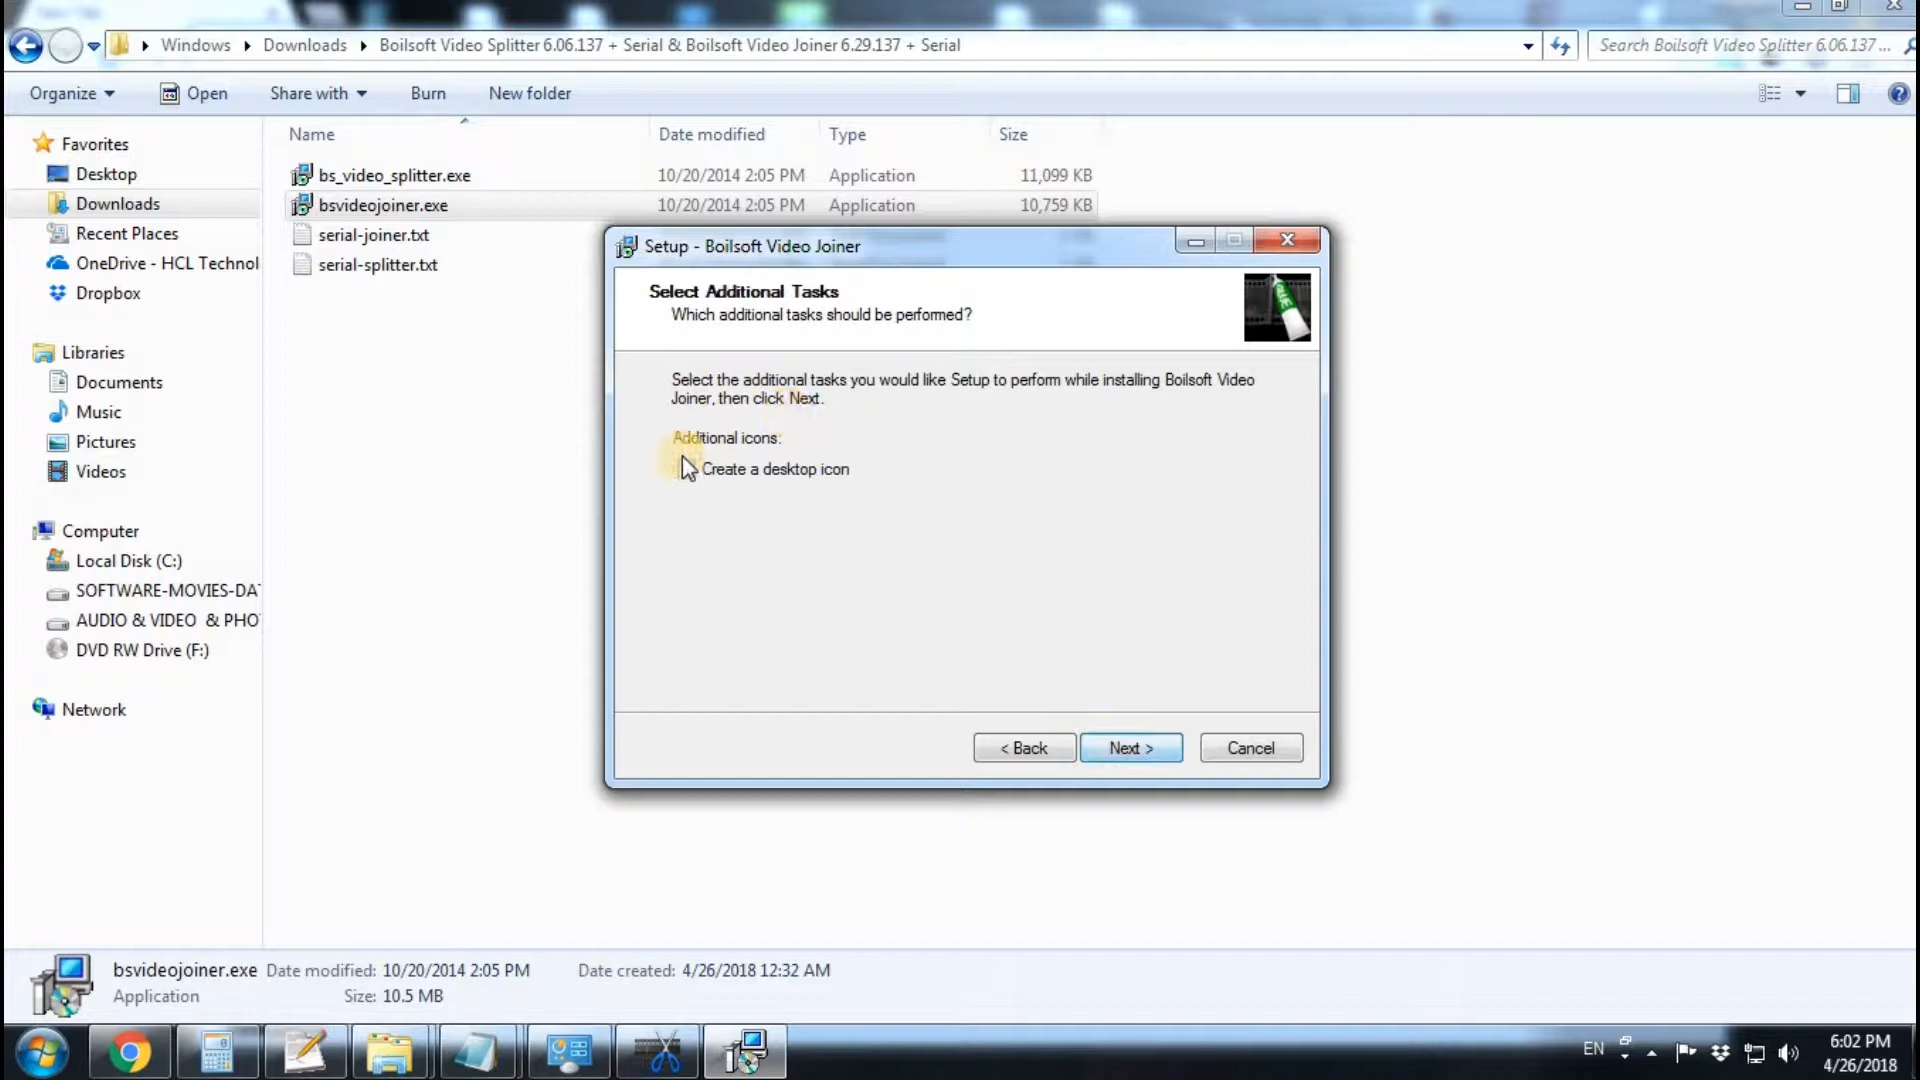 Windows
Downloads
Boilsoft Video Splitter 6.06.137 + Serial & Boilsoft Video Joiner 6.29.137 + Serial
Search Boilsoft Video Splitter 6.06.137 ...
Organize
Open
Share with
Burn
New folder
Name
Date modified
Type
Size
Favorites
Desktop
Downloads
Recent Places
OneDrive - HCL Technol
Dropbox
Libraries
Documents
Music
Pictures
Videos
Computer
Local Disk (C:)
SOFTWARE-MOVIES-DA
AUDIO & VIDEO & PHO
DVD RW Drive (F:)
Network
bs_video_splitter.exe 10/20/2014 2:05 PM Application 11,099 KB
bsvideojoiner.exe 10/20/2014 2:05 PM Application 10,759 KB
serial-joiner.txt
serial-splitter.txt
Setup - Boilsoft Video Joiner
Select Additional Tasks
Which additional tasks should be performed?
GLUE
Select the additional tasks you would like Setup to perform while installing Boilsoft Video
Joiner, then click Next.
Additional icons:
Create a desktop icon
< Back
Next >
Cancel
bsvideojoiner.exe Date modified: 10/20/2014 2:05 PM Date created: 4/26/2018 12:32 AM
Application Size: 10.5 MB
EN
6:02 PM
4/26/2018